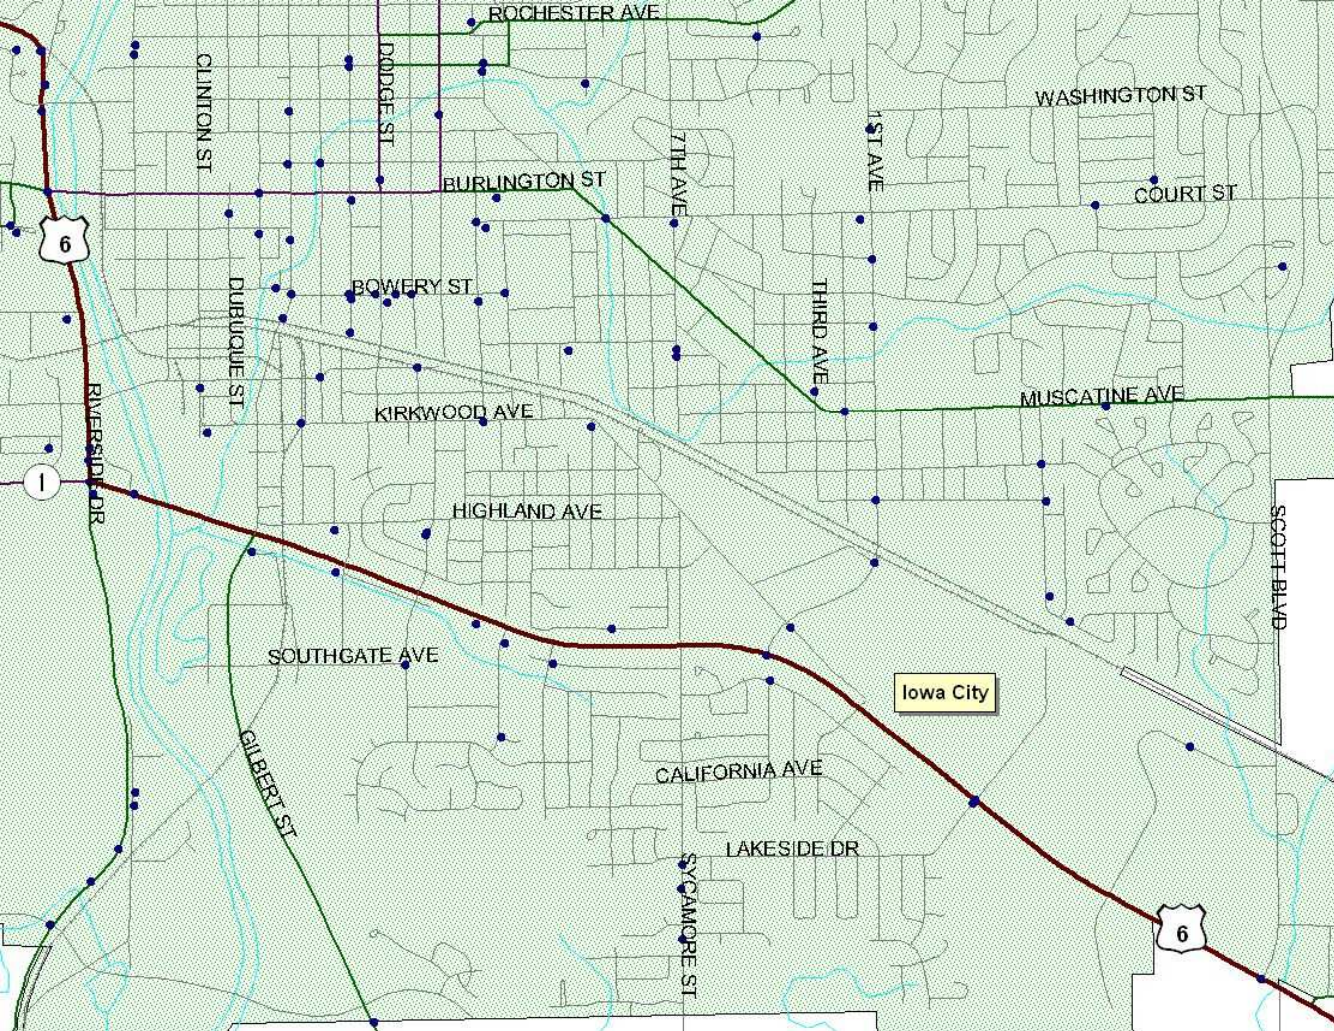 ROCHESTER AVE
CLINTON ST
DODGE ST
WASHINGTON ST
7TH AVE
1ST AVE
BURLINGTON ST
COURT ST
6
DUBUQUE ST
BOWERY ST
THIRD AVE
RIVERSIDE DR
KIRKWOOD AVE
MUSCATINE AVE
1
HIGHLAND AVE
SCOTT BLVD
SOUTHGATE AVE
Iowa City
GILBERT ST
CALIFORNIA AVE
LAKESIDE DR
SYCAMORE ST
6